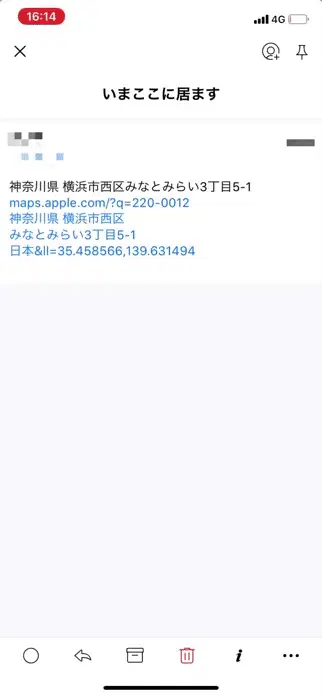 16:14
4G
いまここに居ます
神奈川県 横浜市西区みなとみらい3丁目5-1
maps.apple.com/?q=220-0012
神奈川県 横浜市西区
みなとみらい3丁目5-1
日本&ll=35.458566,139.631494